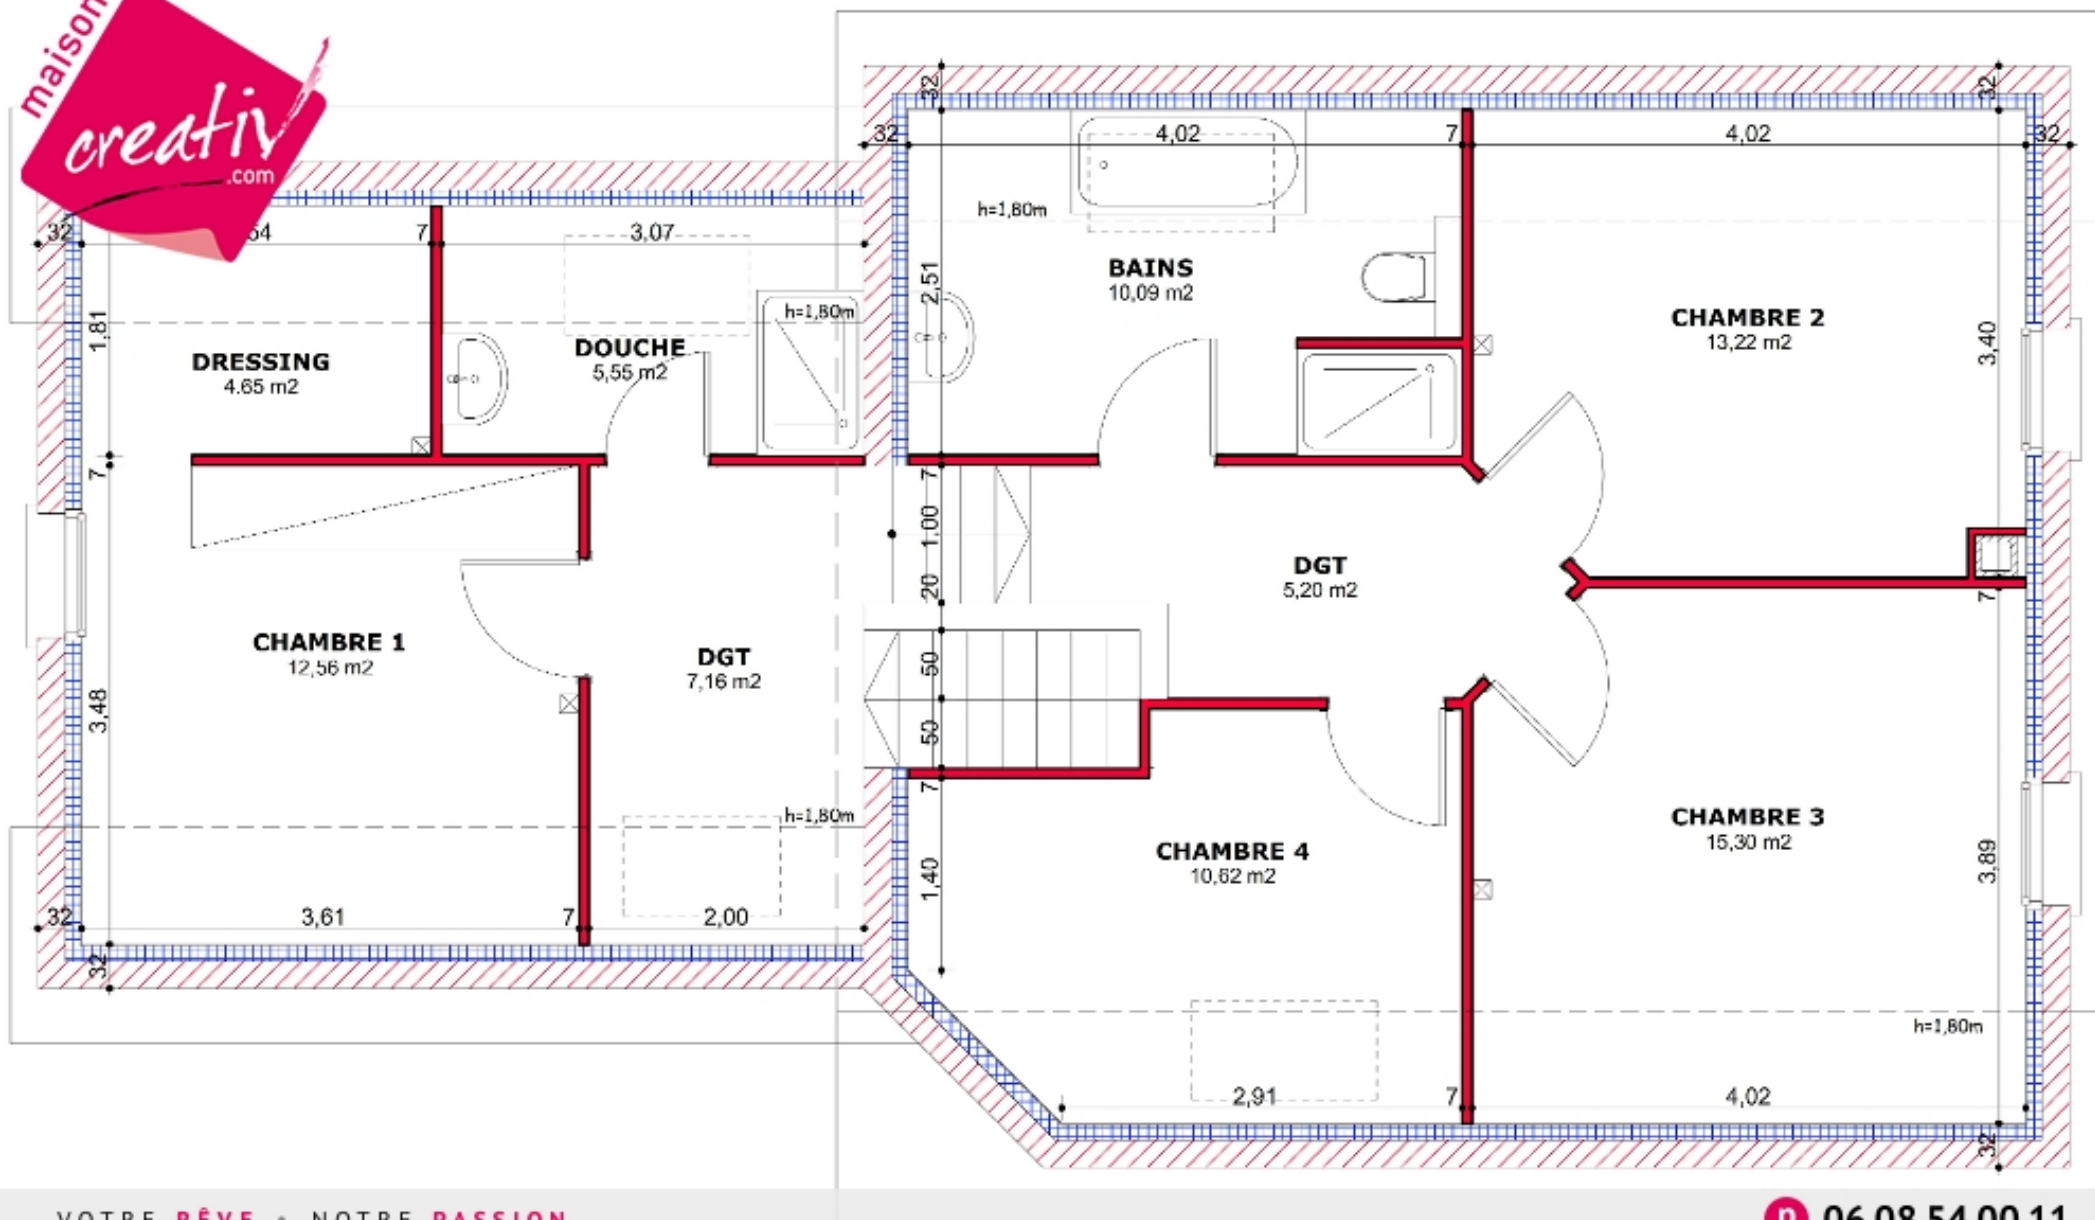 maison
creativ
.com
32
32
32
4,02
7
4,02
32
h=1,80m
32
54
7
3,07
BAINS
10,09 m2
2,51
h=1,80m
1,81
DRESSING
4.65 m2
DOUCHE
5,55 m2
CHAMBRE 2
13,22 m2
3,40
7
7
1,00
20
DGT
5,20 m2
7
CHAMBRE 1
12,56 m2
DGT
7,16 m2
50
50
7
3,48
h=1,80m
CHAMBRE 3
15,30 m2
3,89
CHAMBRE 4
10,62 m2
1,40
32
3,61
7
2,00
32
h=1,80m
2,91
7
4,02
32
VOTRE RÊVE • NOTRE PASSION
06 08 54 00 11